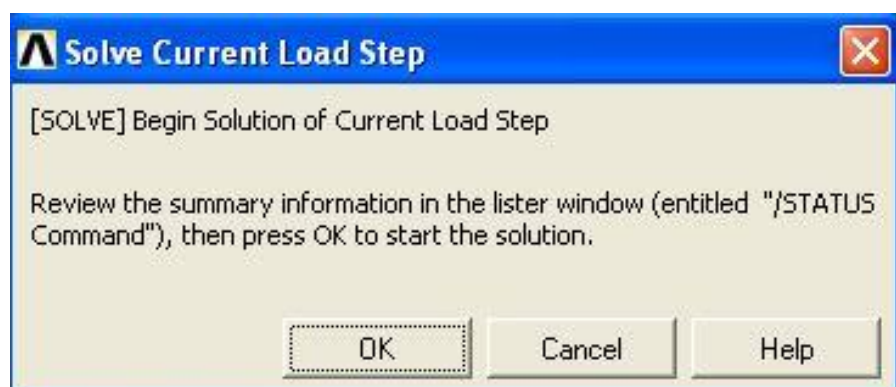 Solve Current Load Step
[SOLVE] Begin Solution of Current Load Step
Review the summary information in the lister window (entitled "/STATUS
Command"), then press OK to start the solution.
OK Cancel Help